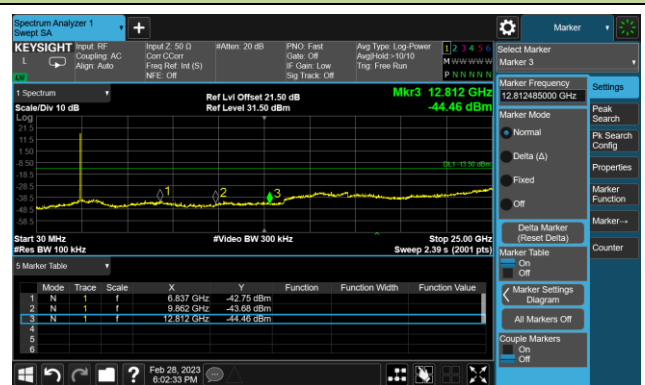 Spectrum Analyzer 1
Swept SA
Marker
KEYSIGHT
L
Input: RF
Coupling: AC
Align: Auto
Input Z: 50 Ω
Corr CCorr
Freq Ref: Int (S)
NFE: Off
#Atten: 20 dB
PNO: Fast
Gate: Off
IF Gain: Low
Sig Track: Off
Avg Type: Log-Power
Avg|Hold:>10/10
Trig: Free Run
1 2 3 4 5 6
M W W W W W
P N N N N N
Select Marker
Marker 3
1 Spectrum
Scale/Div 10 dB
Ref Lvl Offset 21.50 dB
Ref Level 31.50 dBm
Mkr3 12.812 GHz
-44.46 dBm
Log
21.5
11.5
1.50
-8.50
-18.5
-28.5
-38.5
-48.5
-58.5
DL1 -13.50 dBm
1
2
3
Start 30 MHz
#Res BW 100 kHz
#Video BW 300 kHz
Stop 25.00 GHz
Sweep 2.39 s (2001 pts)
5 Marker Table
Mode Trace Scale X Y Function Function Width Function Value
1 N 1 f 6.837 GHz -42.75 dBm
2 N 1 f 9.862 GHz -43.68 dBm
3 N 1 f 12.812 GHz -44.46 dBm
4
5
6
Marker Frequency
12.812485000 GHz
Marker Mode
Normal
Delta (Δ)
Fixed
Off
Delta Marker
(Reset Delta)
Marker Table
On
Off
Marker Settings
Diagram
All Markers Off
Couple Markers
On
Off
Settings
Peak
Search
Pk Search
Config
Properties
Marker
Function
Marker→
Counter
?
Feb 28, 2023
6:02:33 PM